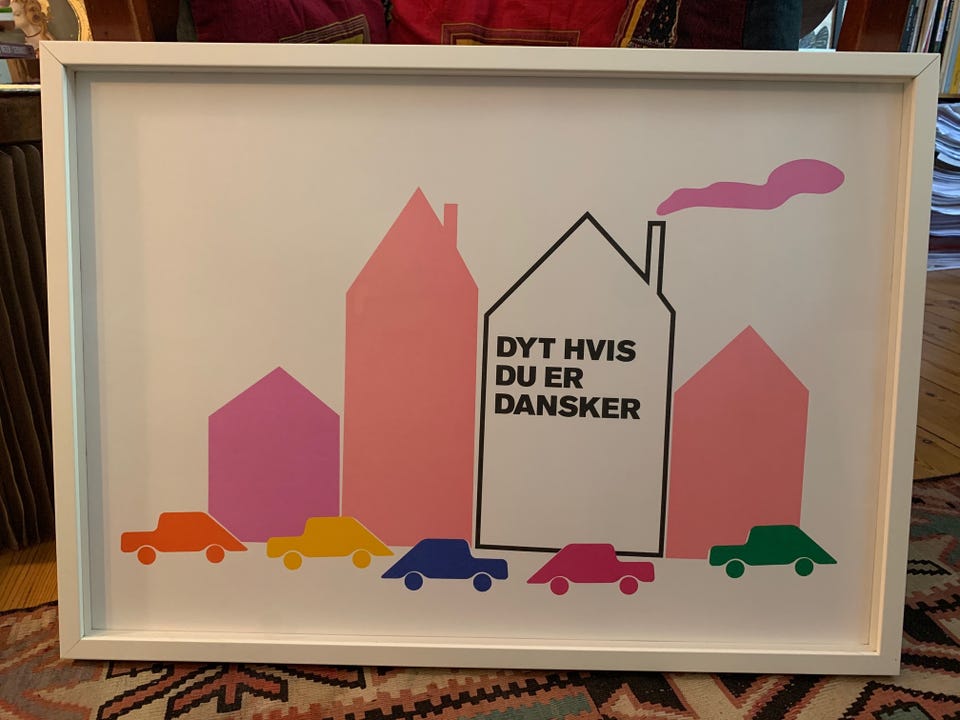 DYT HVIS
DU ER
DANSKER